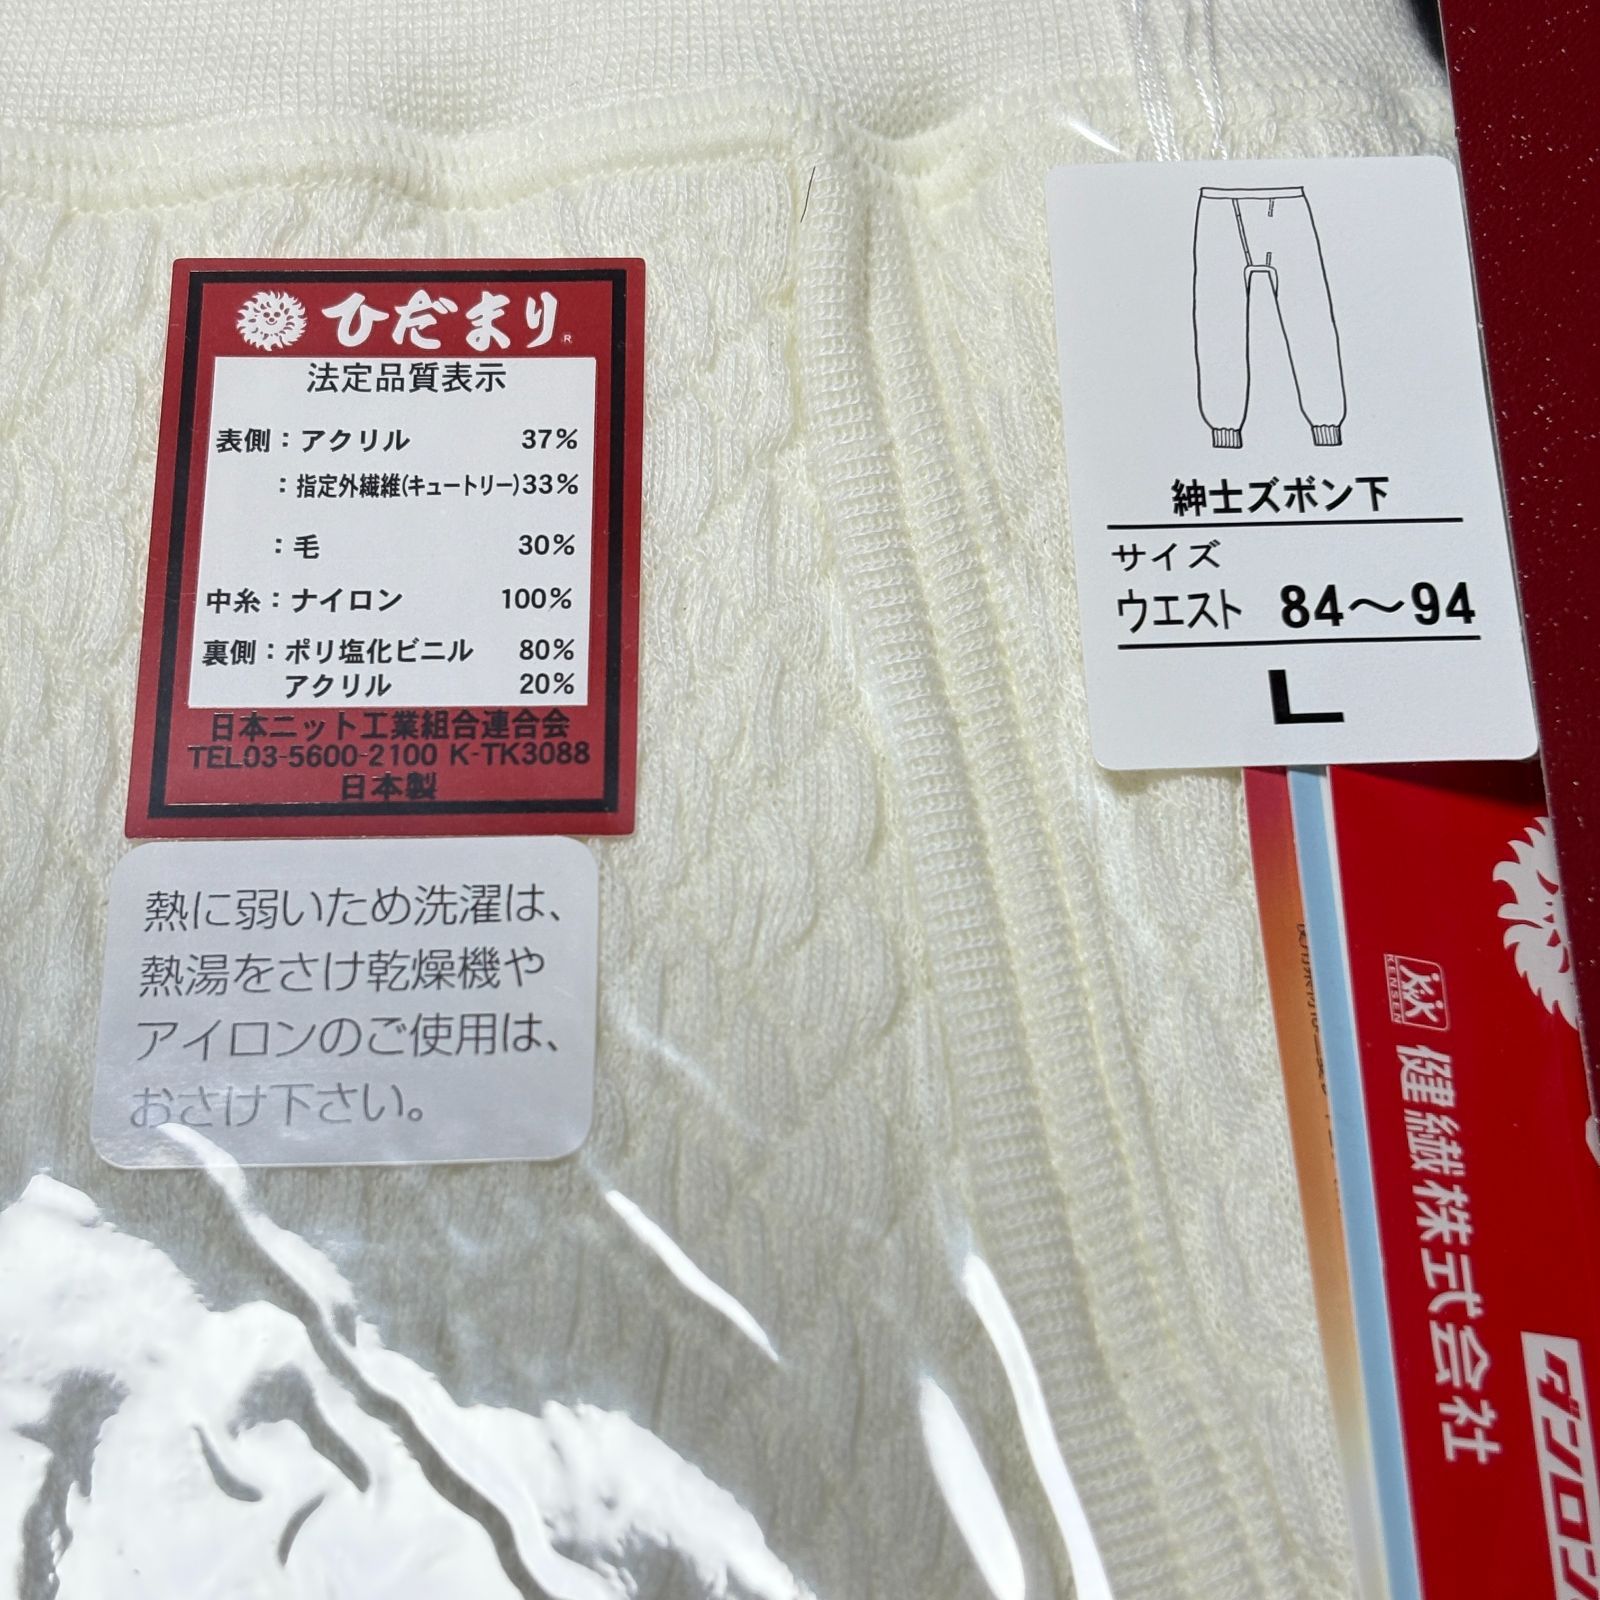 ひだまり
法定品質表示
表側：アクリル 37%
：指定外繊維(キュートリー)33%
：毛 30%
中糸：ナイロン 100%
裏側：ポリ塩化ビニル 80%
アクリル 20%
日本ニット工業組合連合会
TEL03-5600-2100 K-TK3088
日本製
熱に弱いため洗濯は、
熱湯をさけ乾燥機や
アイロンのご使用は、
おさけ下さい。
紳士ズボン下
サイズ
ウエスト 84～94
L
KENSEN
健繊株式会社